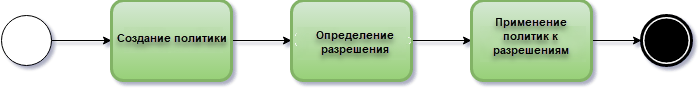 Создание политики
Определение
разрешения
Применение
политик к
разрешениям